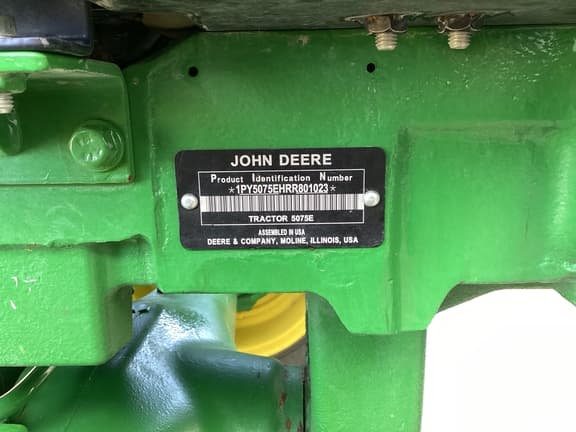 JOHN DEERE
Product Identification Number
*1PY5075EHRR801023*
TRACTOR 5075E
ASSEMBLED IN USA
DEERE & COMPANY, MOLINE, ILLINOIS, USA